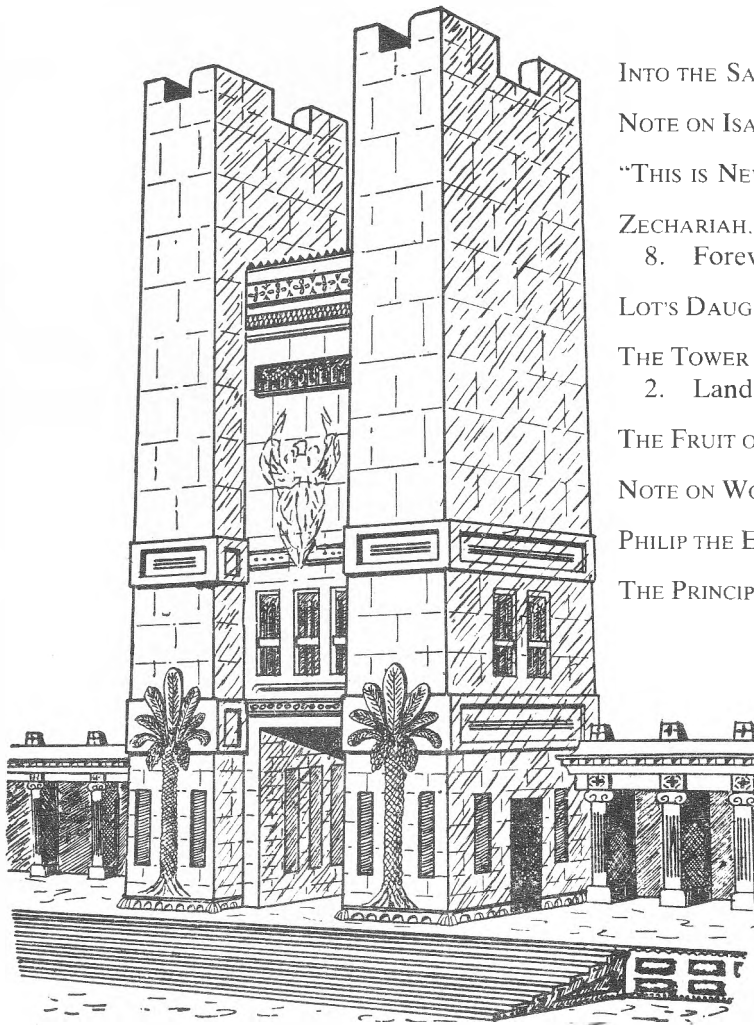 INTO THE SA
NOTE ON ISA
"THIS IS NE
ZECHARIAH.
8. Forev
LOT'S DAUG
THE TOWER
2. Land
THE FRUIT O
NOTE ON WO
PHILIP THE E
THE PRINCIP